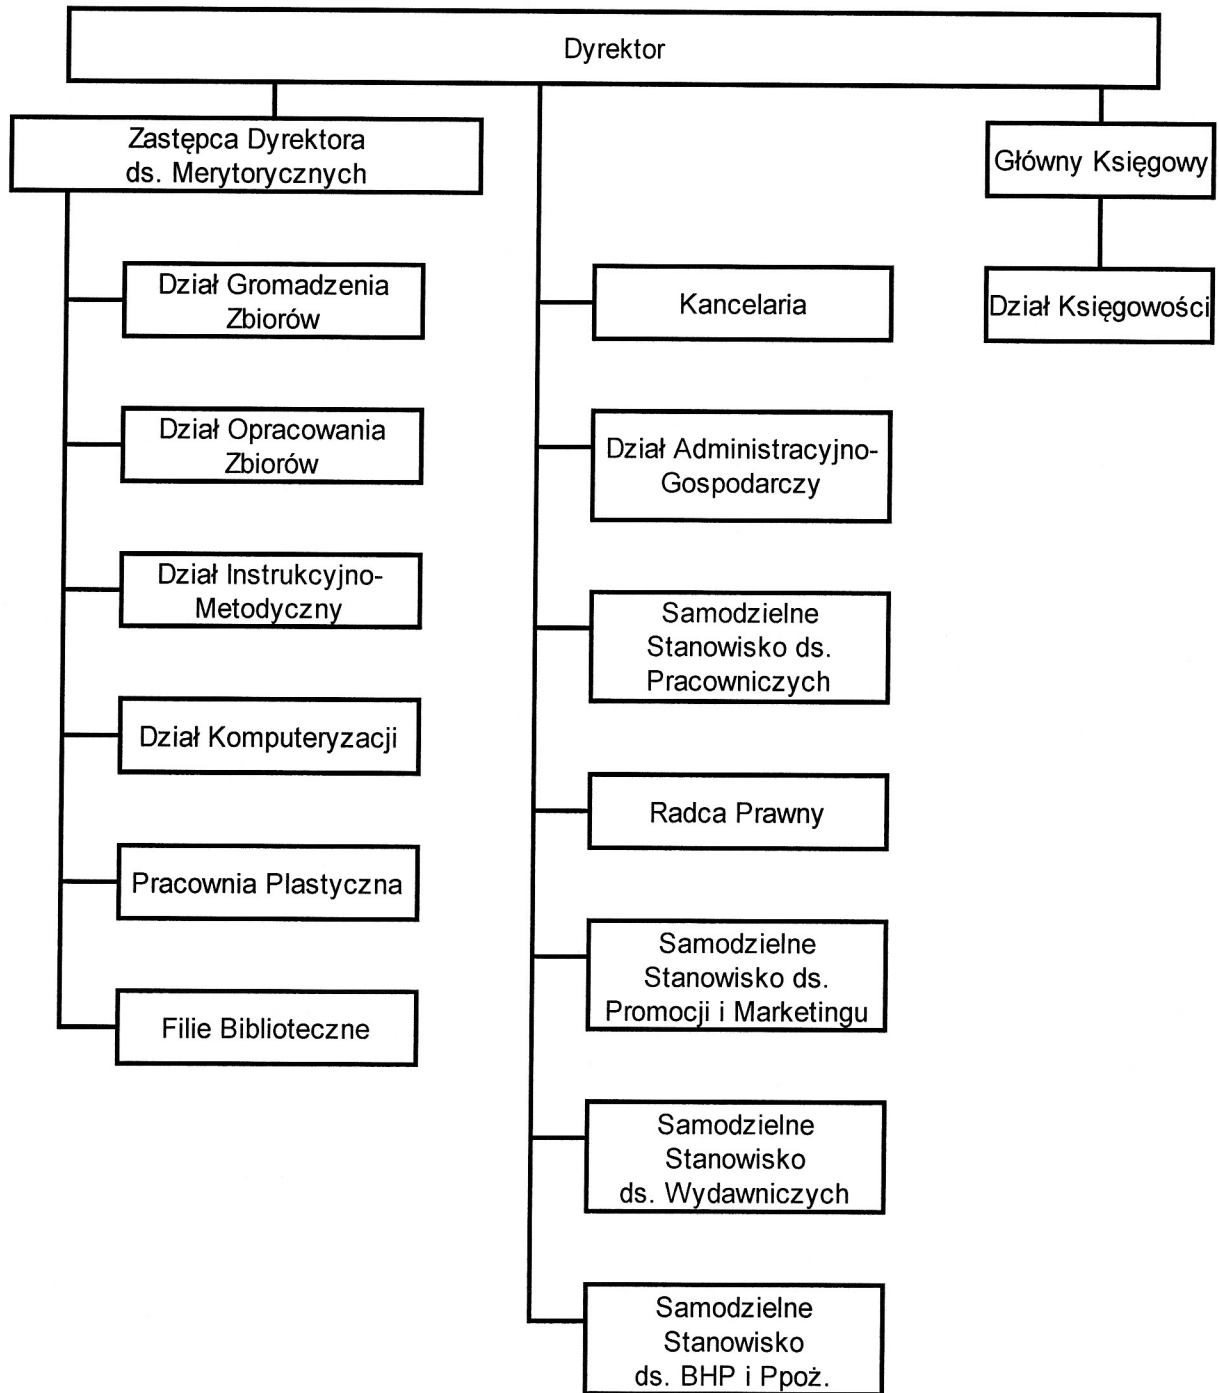 Dyrektor
Zastępca Dyrektora
ds. Merytorycznych
Główny Księgowy
Dział Gromadzenia
Zbiorów
Kancelaria
Dział Księgowości
Dział Opracowania
Zbiorów
Dział Administracyjno-
Gospodarczy
Dział Instrukcyjno-
Metodyczny
Samodzielne
Stanowisko ds.
Pracowniczych
Dział Komputeryzacji
Radca Prawny
Pracownia Plastyczna
Samodzielne
Stanowisko ds.
Promocji i Marketingu
Filie Biblioteczne
Samodzielne
Stanowisko
ds. Wydawniczych
Samodzielne
Stanowisko
ds. BHP i Ppoż.